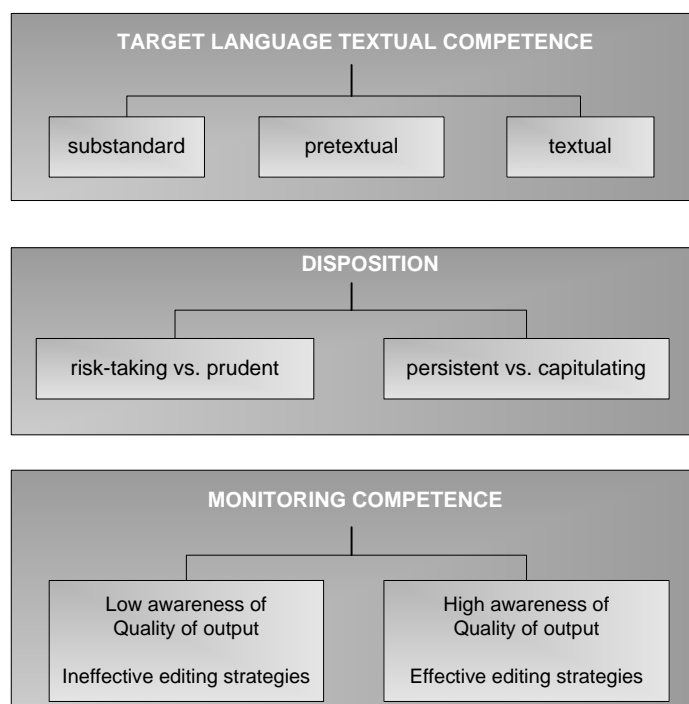 TARGET LANGUAGE TEXTUAL COMPETENCE
substandard
pretextual
textual
DISPOSITION
risk-taking vs. prudent
persistent vs. capitulating
MONITORING COMPETENCE
Low awareness of
Quality of output
Ineffective editing strategies
High awareness of
Quality of output
Effective editing strategies